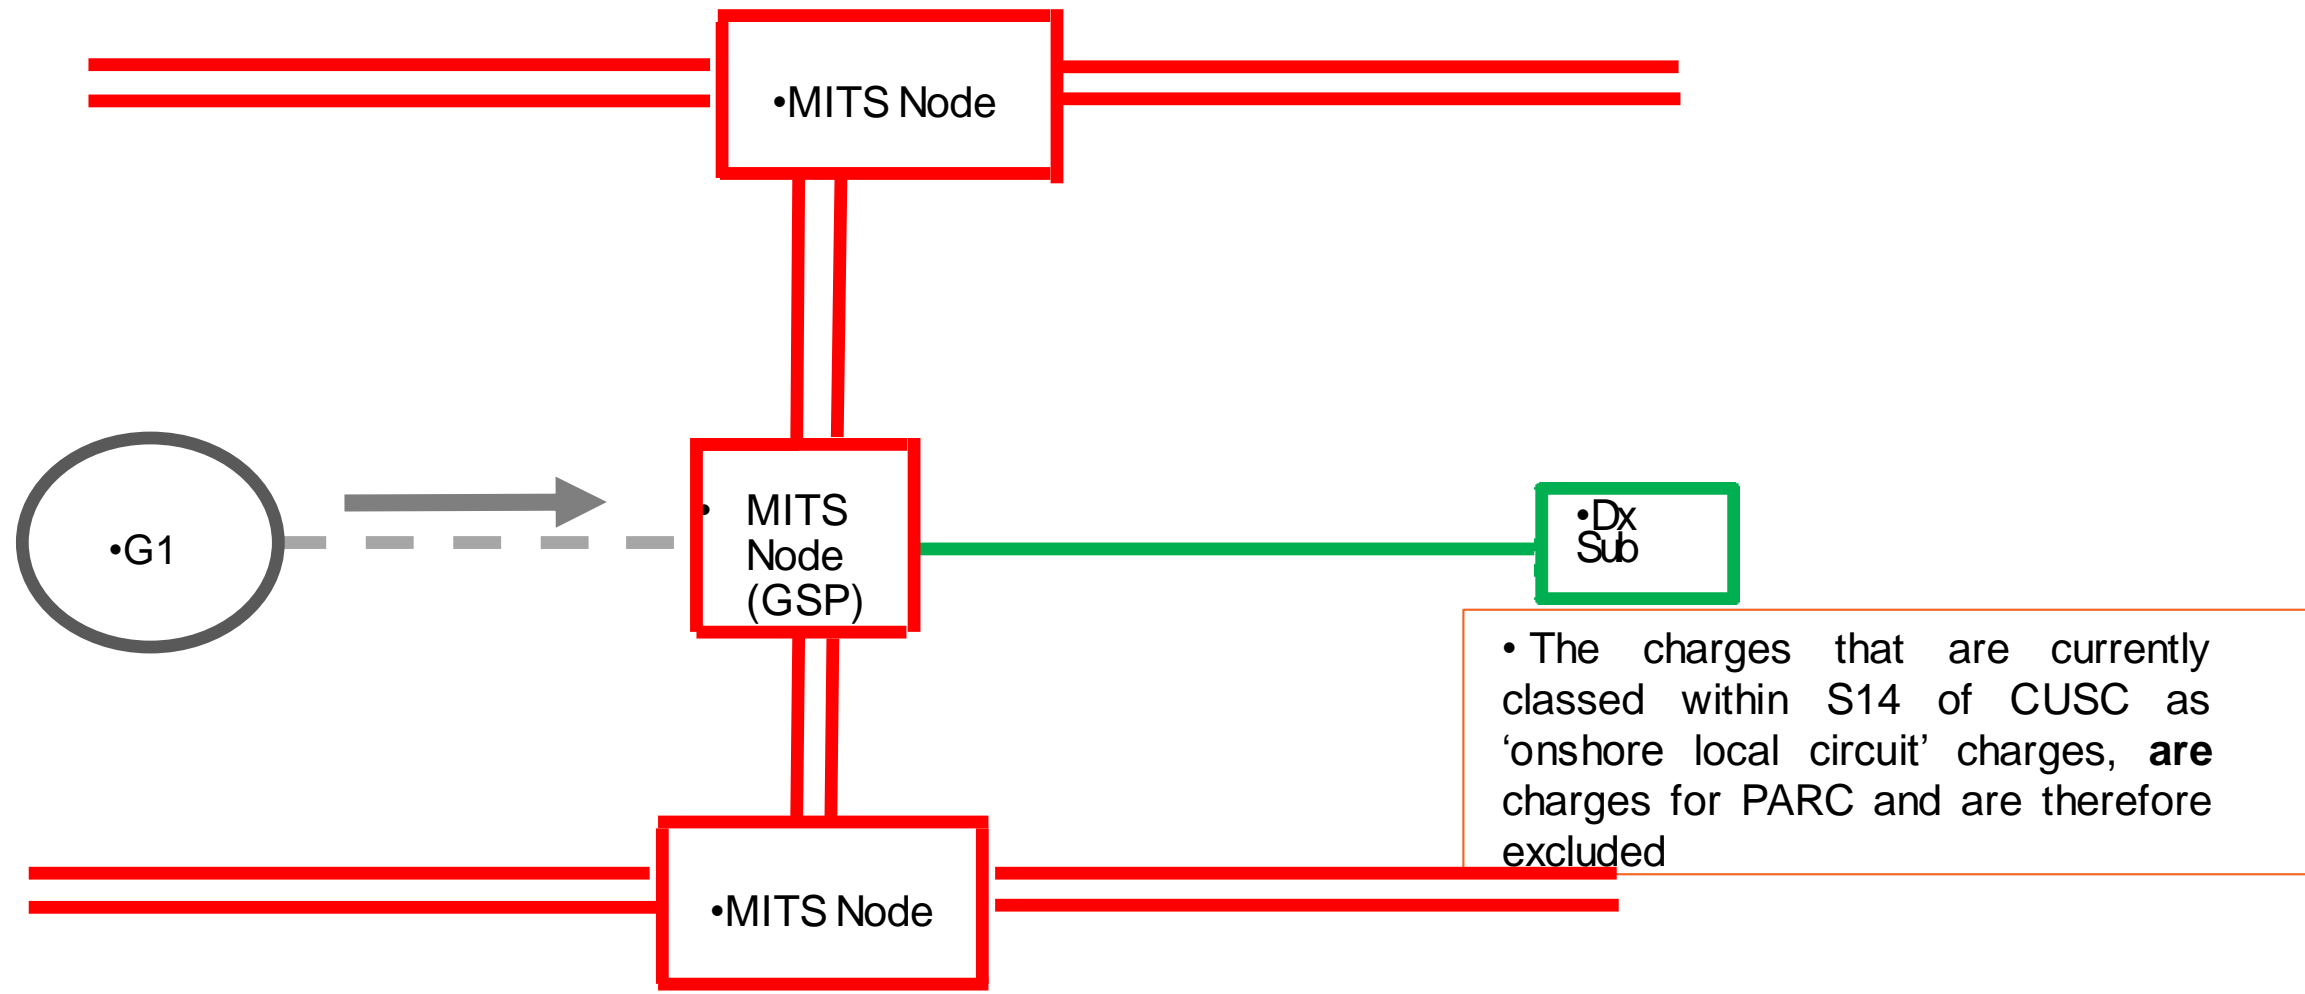 •MITS Node
• MITS
Node
(GSP)
•G1
•Dx
Sub
• The charges that are currently
classed within S14 of CUSC as
‘onshore local circuit’ charges, are
charges for PARC and are therefore
excluded
•MITS Node